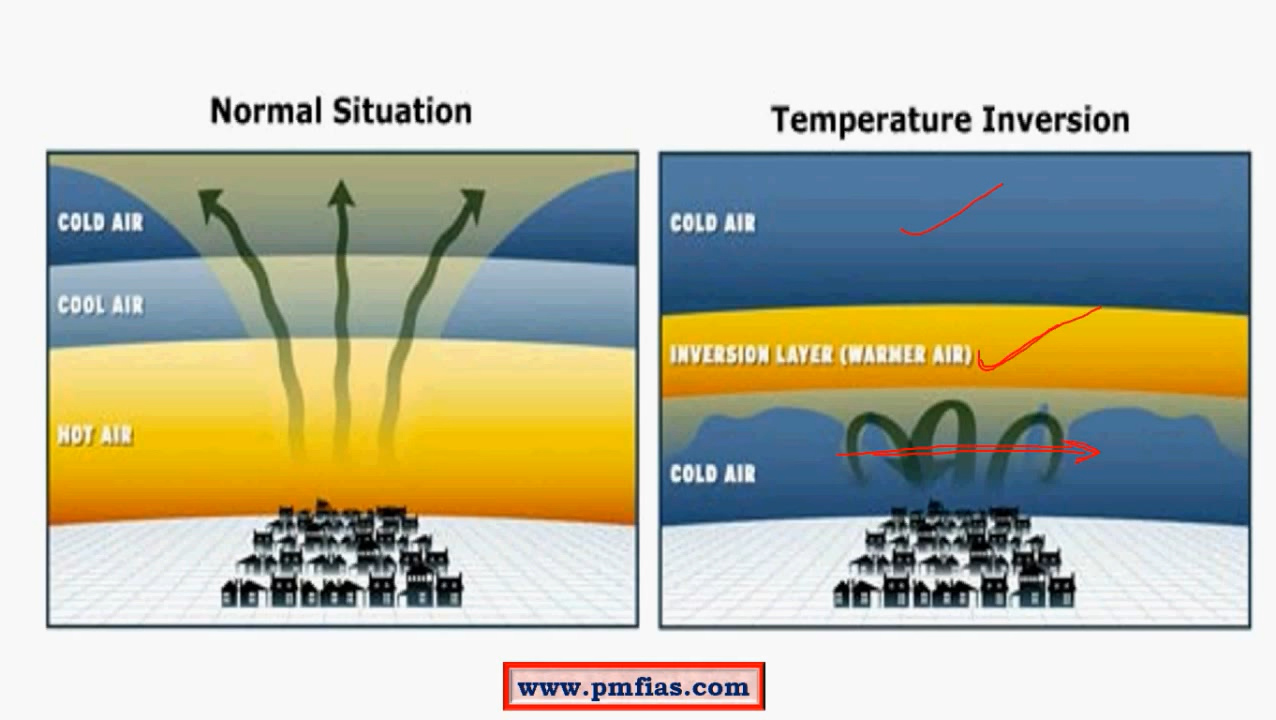 Normal Situation
COLD AIR
COOL AIR
HOT AIR
Temperature Inversion
COLD AIR
INVERSION LAYER (WARMER AIR)
COLD AIR
www.pmfias.com